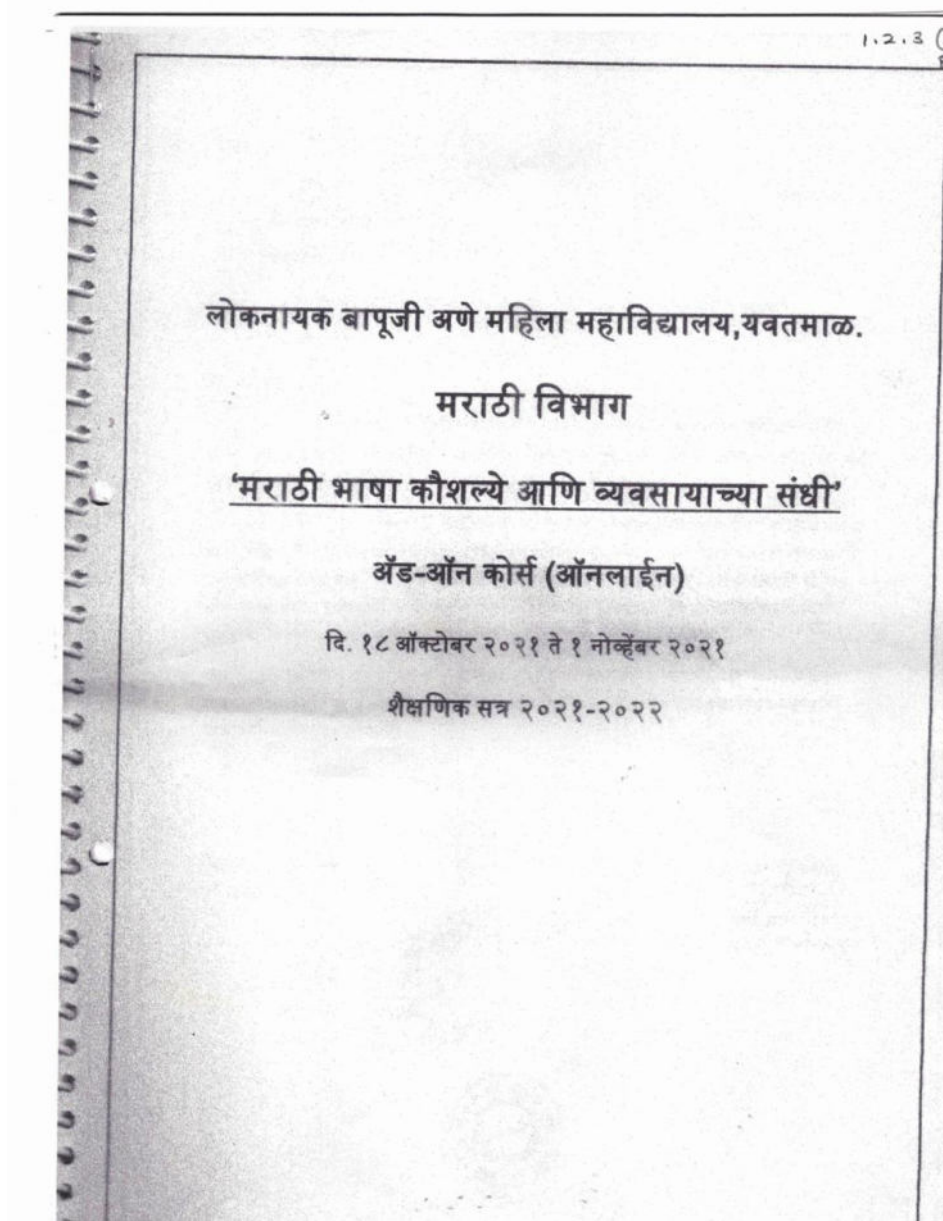 1.2.3
लोकनायक बापूजी अणे महिला महाविद्यालय,यवतमाळ.
मराठी विभाग
'मराठी भाषा कौशल्ये आणि व्यवसायाच्या संधी'
ॲड-ऑन कोर्स (ऑनलाईन)
दि. १८ ऑक्टोबर २०२१ ते १ नोव्हेंबर २०२१
शैक्षणिक सत्र २०२१-२०२२